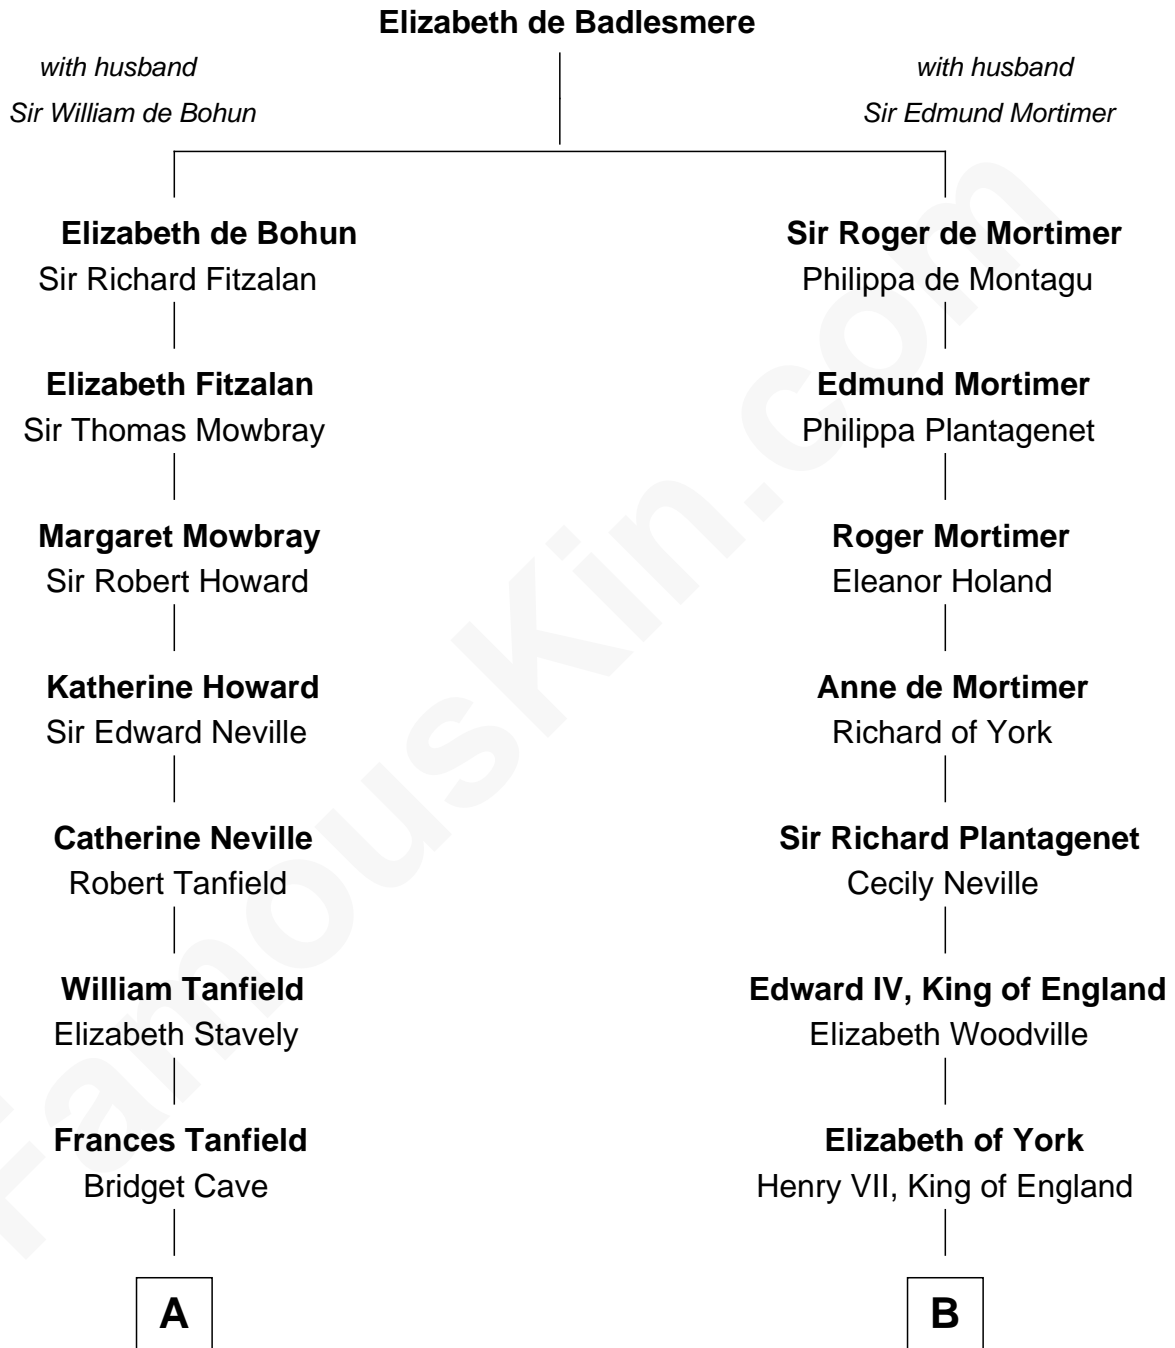 Elizabeth de Badlesmere
with husband
Sir William de Bohun
with husband
Sir Edmund Mortimer
Elizabeth de Bohun
Sir Richard Fitzalan
Sir Roger de Mortimer
Philippa de Montagu
Elizabeth Fitzalan
Sir Thomas Mowbray
Edmund Mortimer
Philippa Plantagenet
Margaret Mowbray
Sir Robert Howard
Roger Mortimer
Eleanor Holand
Katherine Howard
Sir Edward Neville
Anne de Mortimer
Richard of York
Catherine Neville
Robert Tanfield
Sir Richard Plantagenet
Cecily Neville
William Tanfield
Elizabeth Stavely
Edward IV, King of England
Elizabeth Woodville
Frances Tanfield
Bridget Cave
Elizabeth of York
Henry VII, King of England
A
B
FamousKin.com